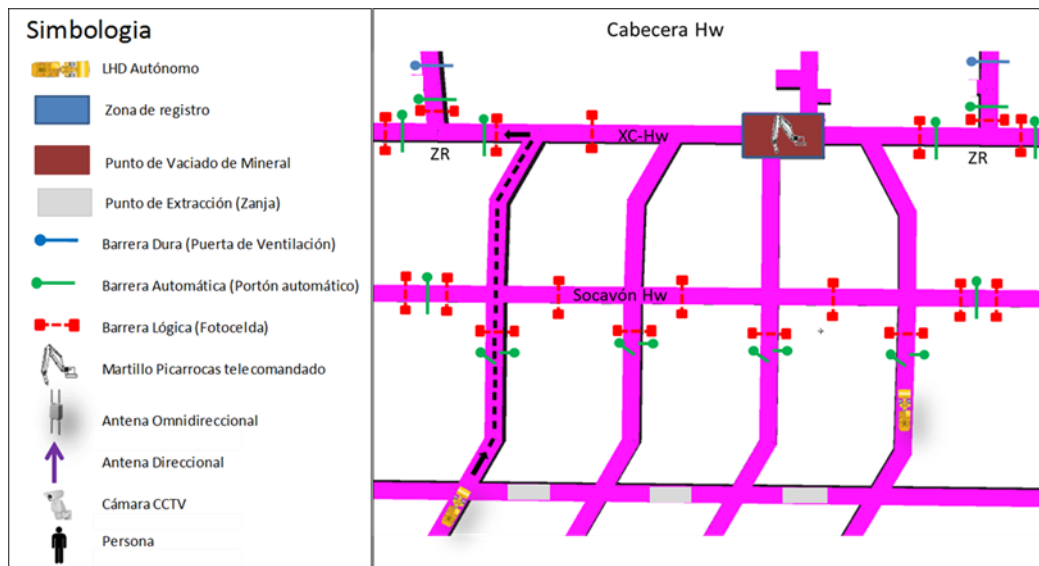 Simbologia
LHD Autónomo
Zona de registro
Punto de Vaciado de Mineral
Punto de Extracción (Zanja)
Barrera Dura (Puerta de Ventilación)
Barrera Automática (Portón automático)
Barrera Lógica (Fotocelda)
Martillo Picarrocas telecomandado
Antena Omnidireccional
Antena Direccional
Cámara CCTV
Persona
Cabecera Hw
XC-Hw
ZR
ZR
Socavón Hw